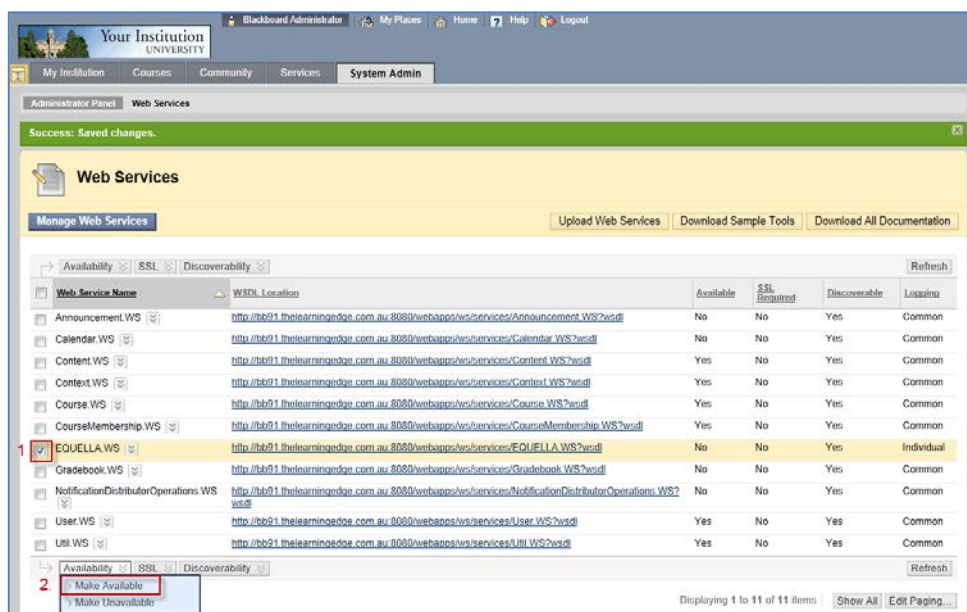 Blackboard Administrator My Places Home Help Logout
Your Institution
UNIVERSITY
My Institution Courses Community Services System Admin
Administrator Panel Web Services
Success: Saved changes.
Web Services
Manage Web Services Upload Web Services Download Sample Tools Download All Documentation
Availability SSL Discoverability Refresh
Web Service Name WSDL Location Available SSL Required Discoverable Logging
Announcement.WS http://bb91.thelearningedge.com.au:8080/webapps/ws/services/Announcement.WS?wsdl No No Yes Common
Calendar.WS http://bb91.thelearningedge.com.au:8080/webapps/ws/services/Calendar.WS?wsdl No No Yes Common
Content.WS http://bb91.thelearningedge.com.au:8080/webapps/ws/services/Content.WS?wsdl Yes No Yes Common
Context.WS http://bb91.thelearningedge.com.au:8080/webapps/ws/services/Context.WS?wsdl Yes No Yes Common
Course.WS http://bb91.thelearningedge.com.au:8080/webapps/ws/services/Course.WS?wsdl Yes No Yes Common
CourseMembership.WS http://bb91.thelearningedge.com.au:8080/webapps/ws/services/CourseMembership.WS?wsdl Yes No Yes Common
1 EQUELLA.WS http://bb91.thelearningedge.com.au:8080/webapps/ws/services/EQUELLA.WS?wsdl No No Yes Individual
Gradebook.WS http://bb91.thelearningedge.com.au:8080/webapps/ws/services/Gradebook.WS?wsdl No No Yes Common
NotificationDistributorOperations.WS http://bb91.thelearningedge.com.au:8080/webapps/ws/services/NotificationDistributorOperations.WS? No No Yes Common
wsdl
User.WS http://bb91.thelearningedge.com.au:8080/webapps/ws/services/User.WS?wsdl Yes No Yes Common
Util.WS http://bb91.thelearningedge.com.au:8080/webapps/ws/services/Util.WS?wsdl Yes No Yes Common
Availability SSL Discoverability Refresh
2. Make Available
Make Unavailable
Displaying 1 to 11 of 11 items Show All Edit Paging...